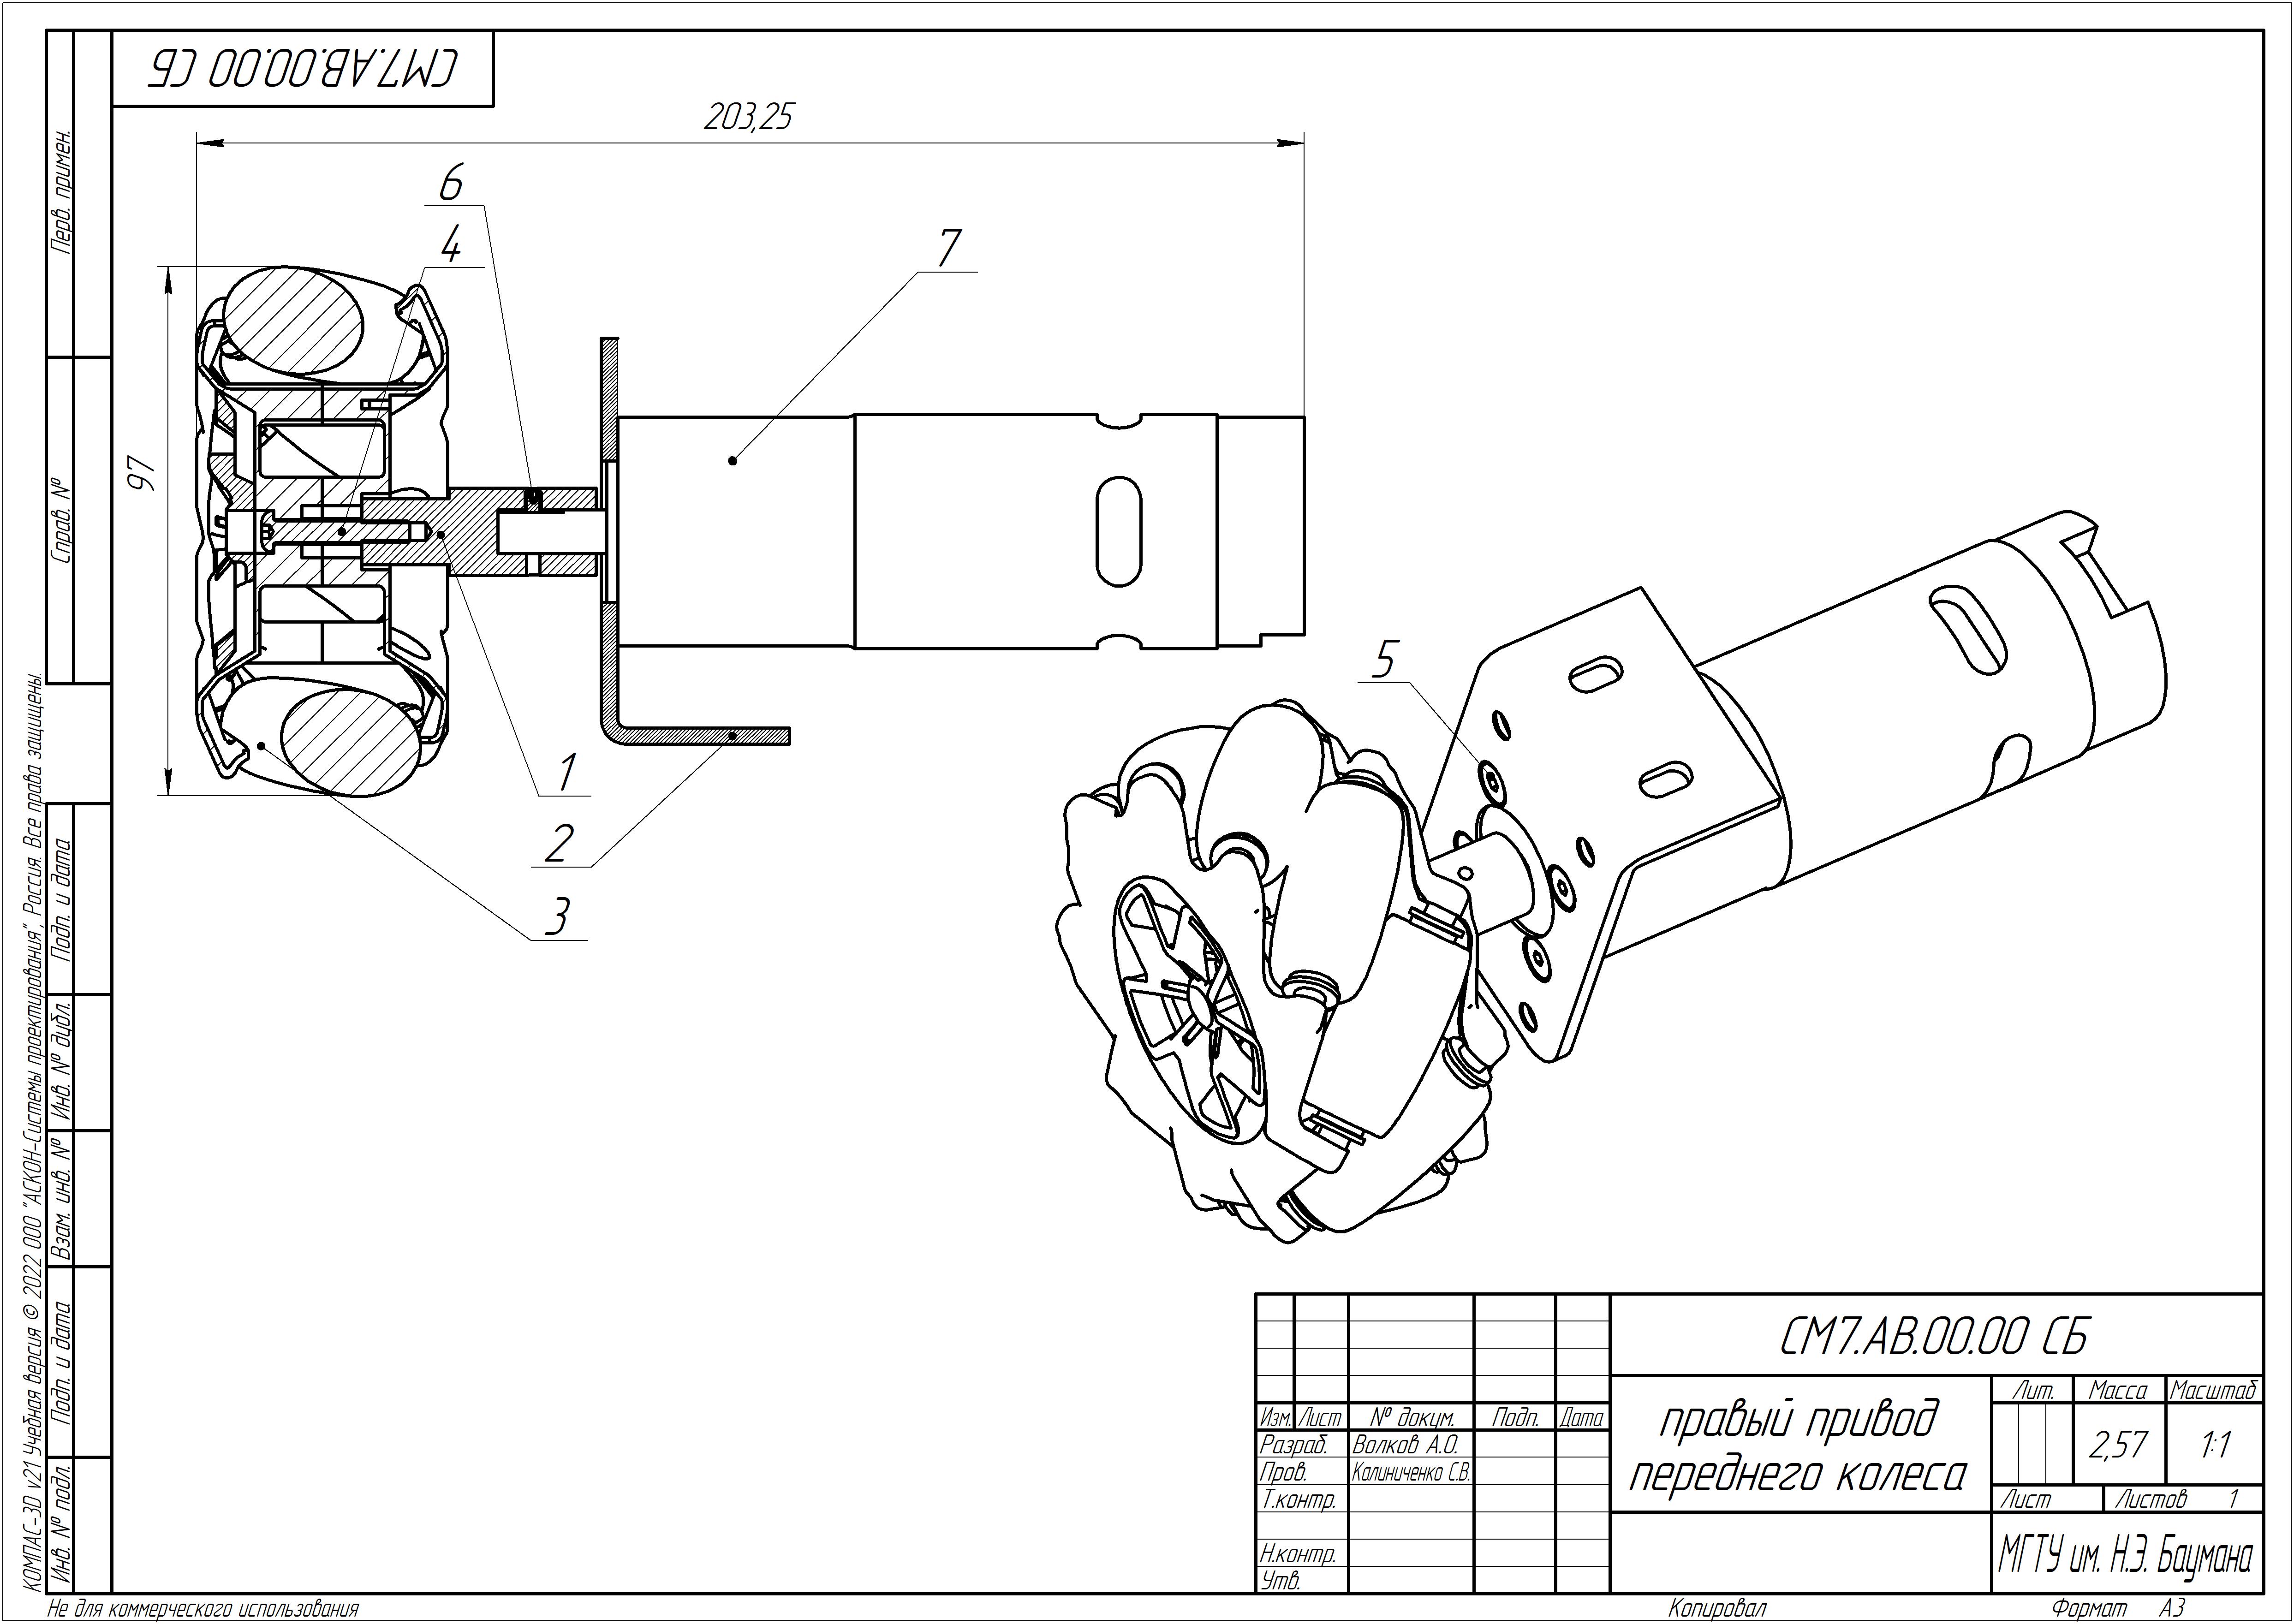 СМ7.АВ.00.00 СБ
203,25
6
4
7
97
5
1
2
3
Перв. примен.
Справ. №
Подп. и дата
Инв. № дубл.
Взам. инв. №
Подп. и дата
Инв. № подл.
КОМПАС-3D v21 Учебная версия © 2022 ООО "АСКОН-Системы проектирования", Россия. Все права защищены.
СМ7.АВ.00.00 СБ
правый привод
переднего колеса
Лит. Масса Масштаб
2,57 1:1
Лист Листов 1
МГТУ им. Н.Э. Баумана
Изм. Лист № докум. Подп. Дата
Разраб. Волков А.О.
Пров. Калиниченко С.В.
Т.контр.
Н.контр.
Утв.
Не для коммерческого использования
Копировал
Формат А3